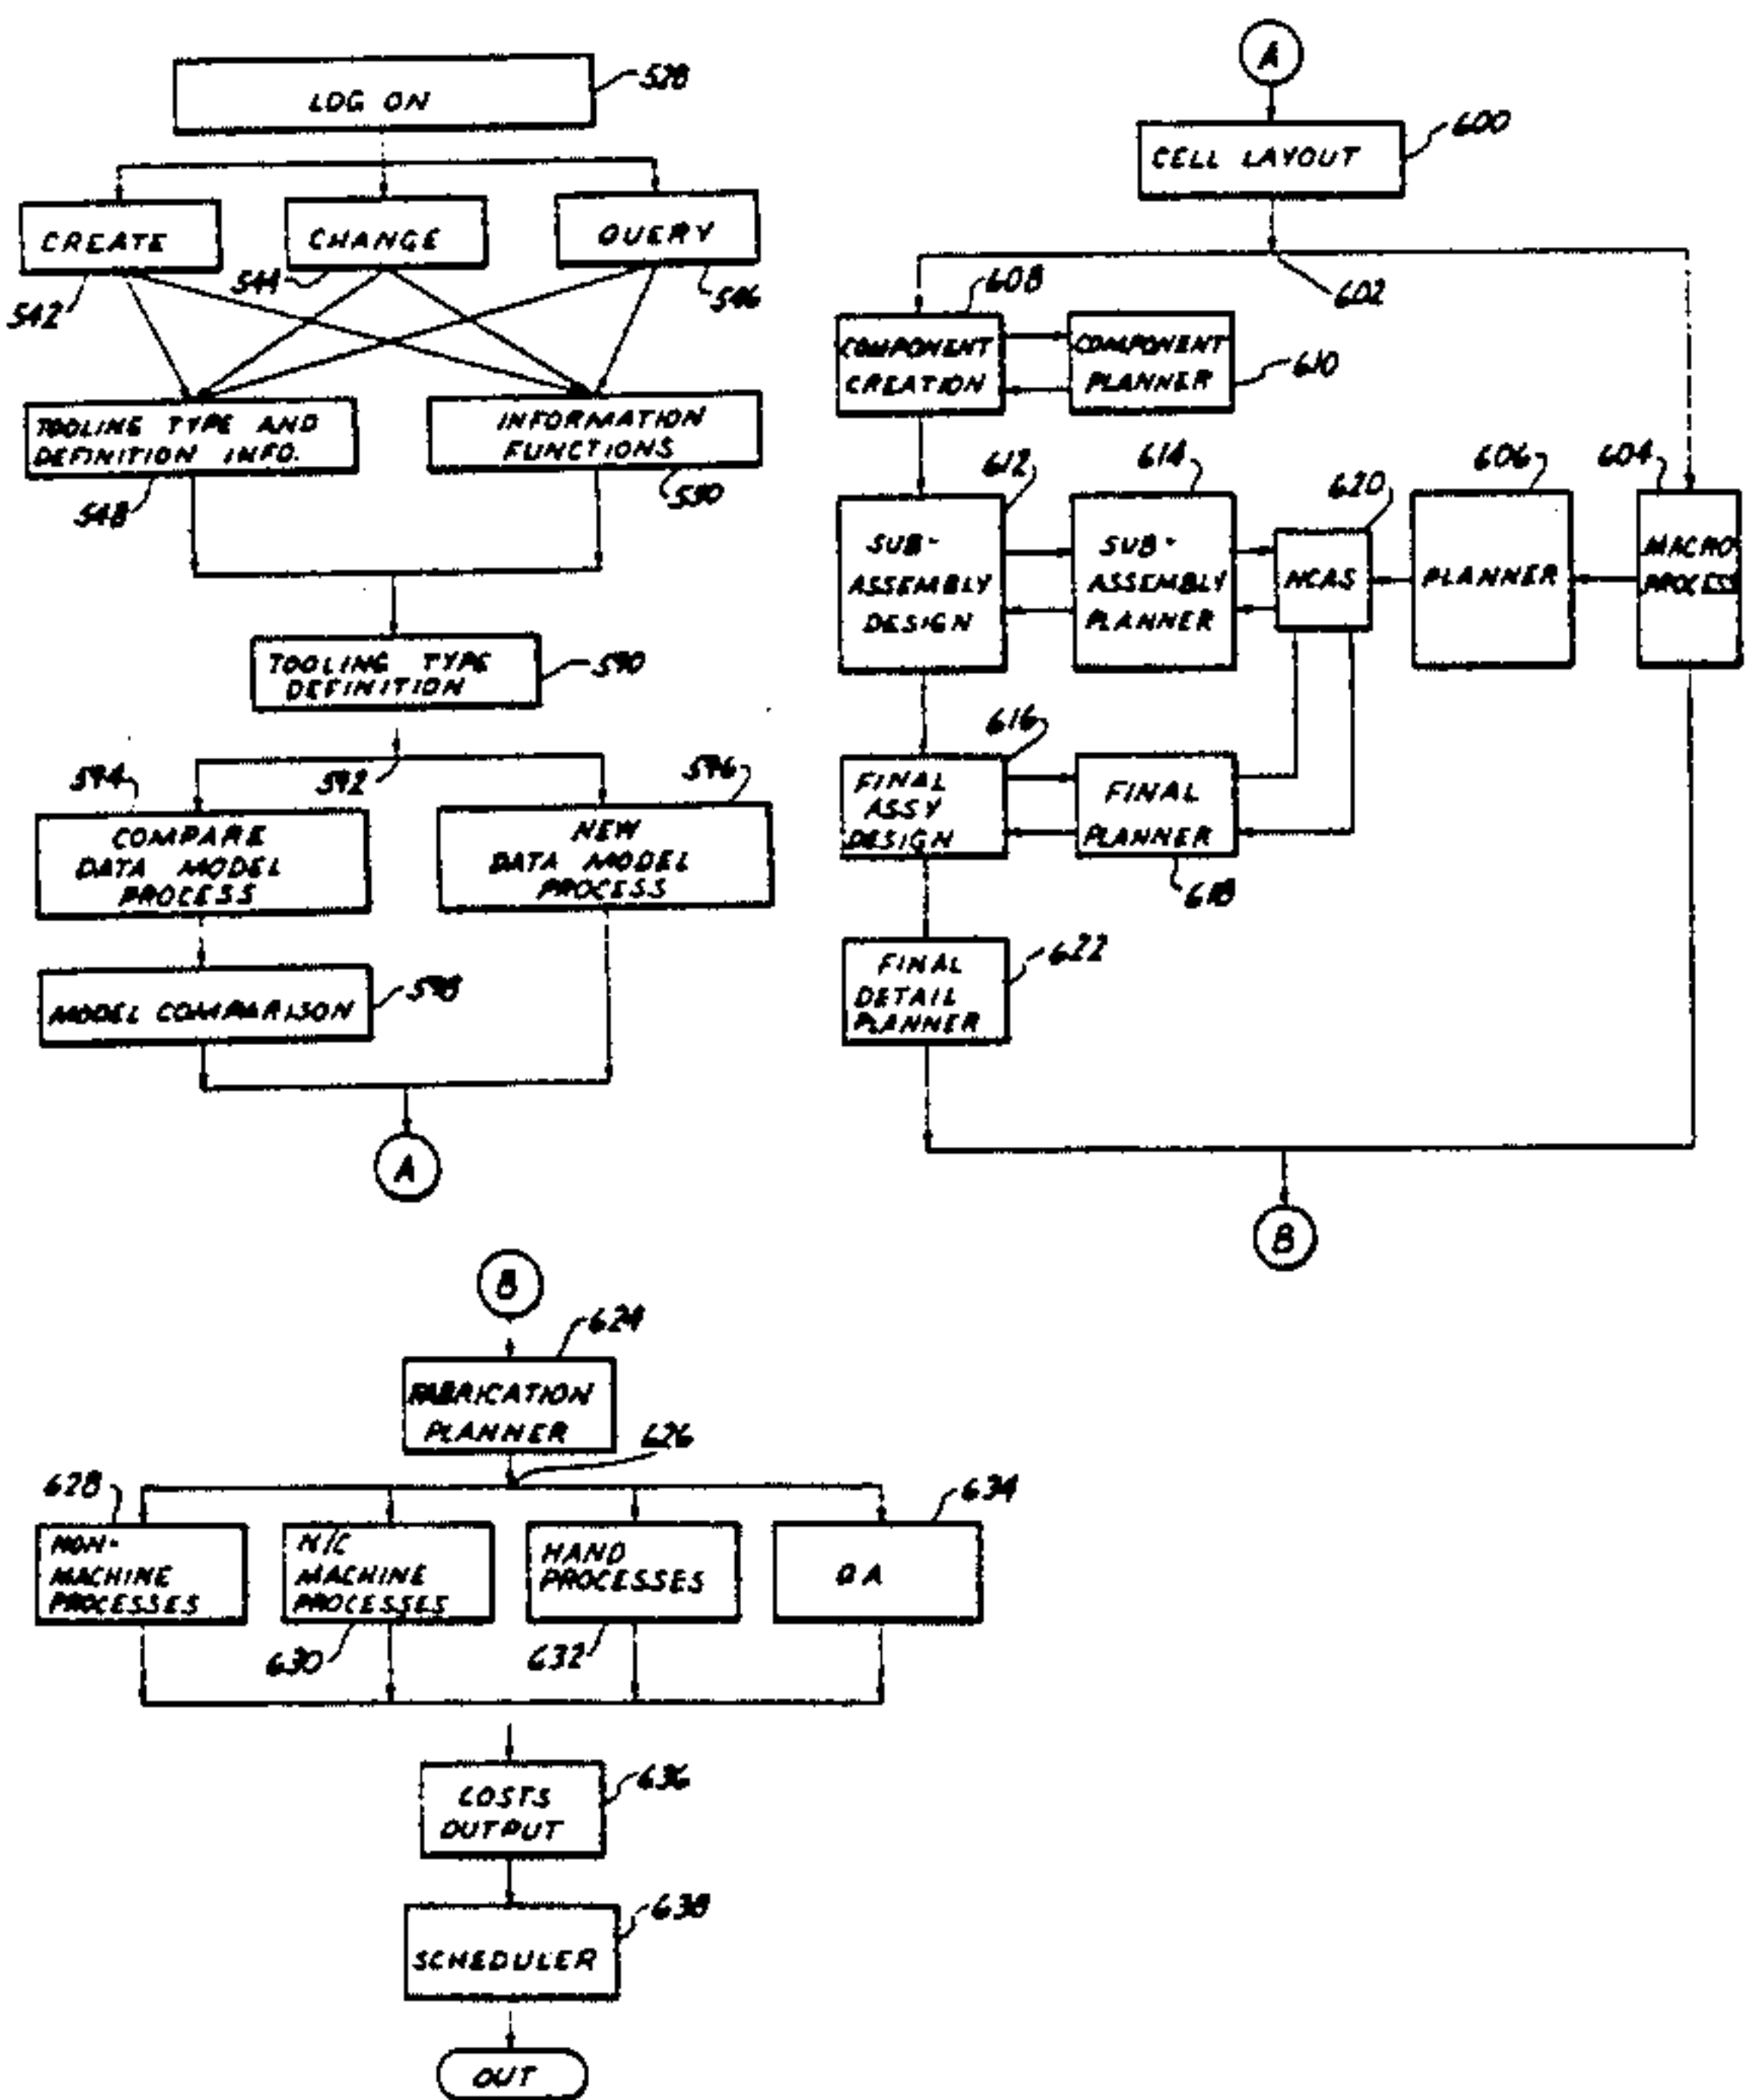 LOG ON
528
CREATE
CHANGE
QUERY
542
544
546
TOOLING TYPE AND
DEFINITION INFO.
INFORMATION
FUNCTIONS
548
550
TOOLING TYPE
DEFINITION
590
594
592
596
COMPARE
DATA MODEL
PROCESS
NEW
DATA MODEL
PROCESS
MODEL COMPARISON
598
A
A
CELL LAYOUT
600
602
608
COMPONENT
CREATION
COMPONENT
PLANNER
610
612
614
620
606
604
SUB-
ASSEMBLY
DESIGN
SUB-
ASSEMBLY
PLANNER
NCAS
PLANNER
MACRO
PROCESS
616
FINAL
ASSY
DESIGN
FINAL
PLANNER
618
FINAL
DETAIL
PLANNER
622
B
B
624
FABRICATION
PLANNER
626
628
634
NON-
MACHINE
PROCESSES
N/C
MACHINE
PROCESSES
HAND
PROCESSES
QA
630
632
COSTS
OUTPUT
636
SCHEDULER
638
OUT